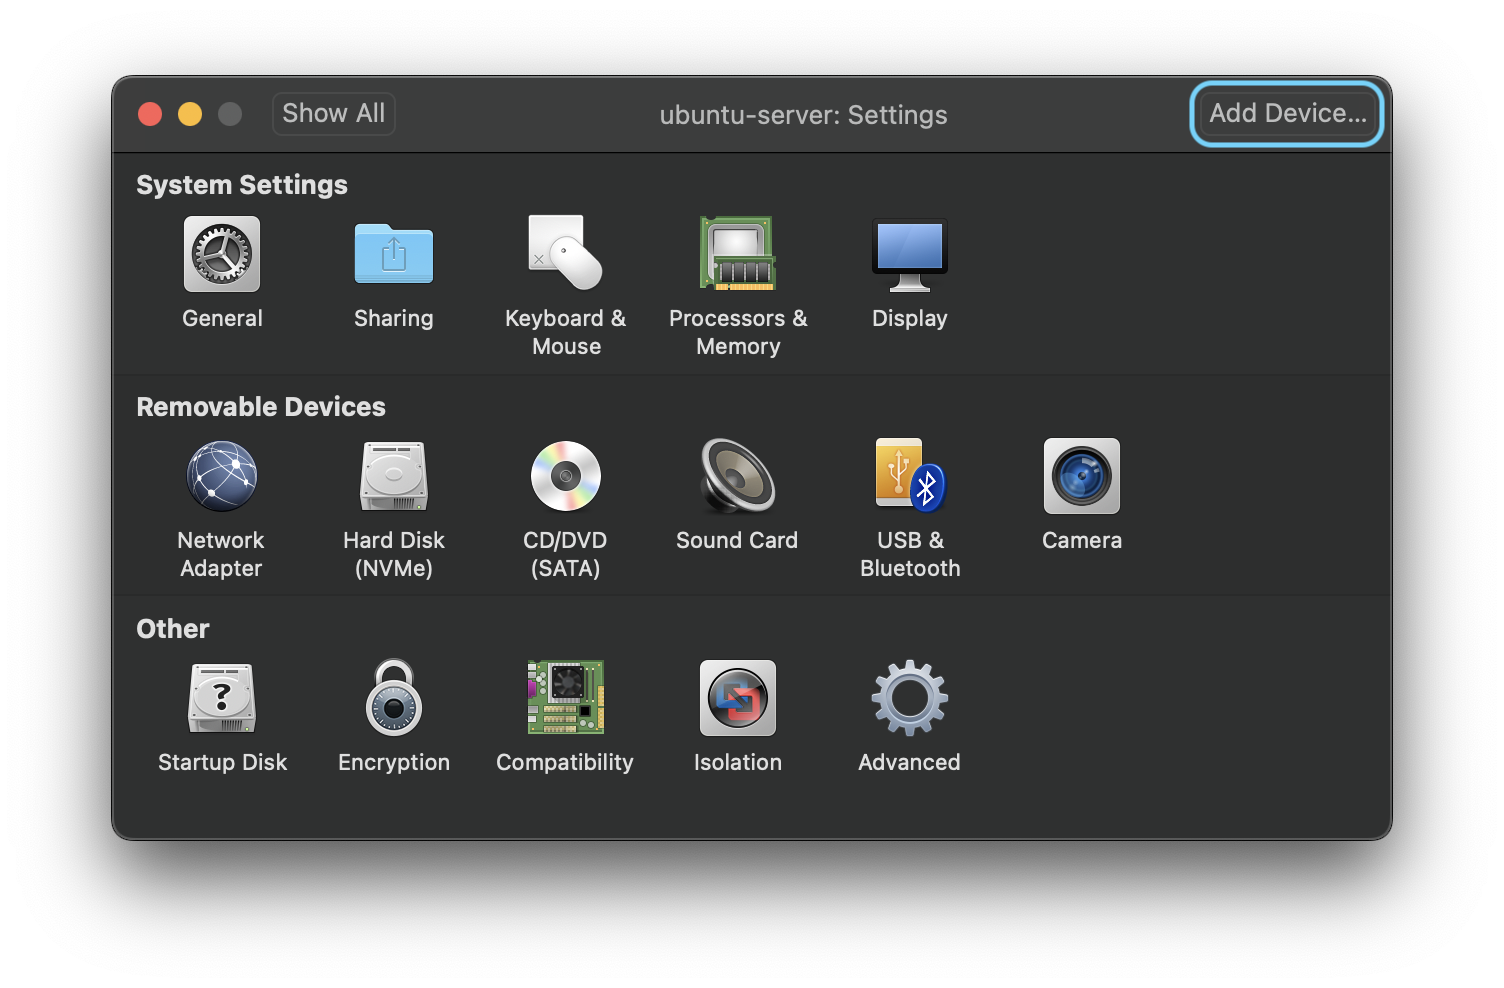 Show All
ubuntu-server: Settings
Add Device...
System Settings
General
Sharing
Keyboard &
Mouse
Processors &
Memory
Display
Removable Devices
Network
Adapter
Hard Disk
(NVMe)
CD/DVD
(SATA)
Sound Card
USB &
Bluetooth
Camera
Other
Startup Disk
Encryption
Compatibility
Isolation
Advanced